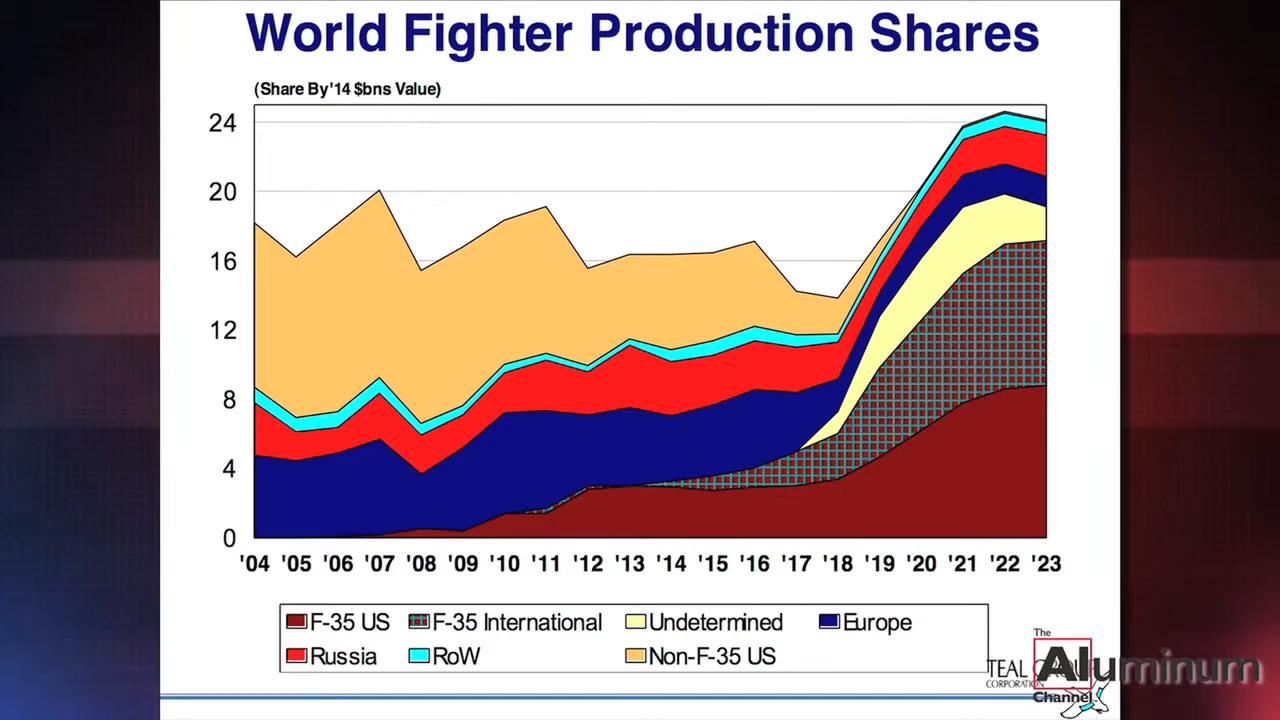 World Fighter Production Shares
(Share By'14 $bns Value)
24
20
16
12
8
4
0
'04 '05 '06 '07 '08 '09 '10 '11 '12 '13 '14 '15 '16 '17 '18 '19 '20 '21 '22 '23
F-35 US F-35 International Undetermined Europe
Russia RoW Non-F-35 US
The
TEAL
Aluminum
CORPORATION
Channel